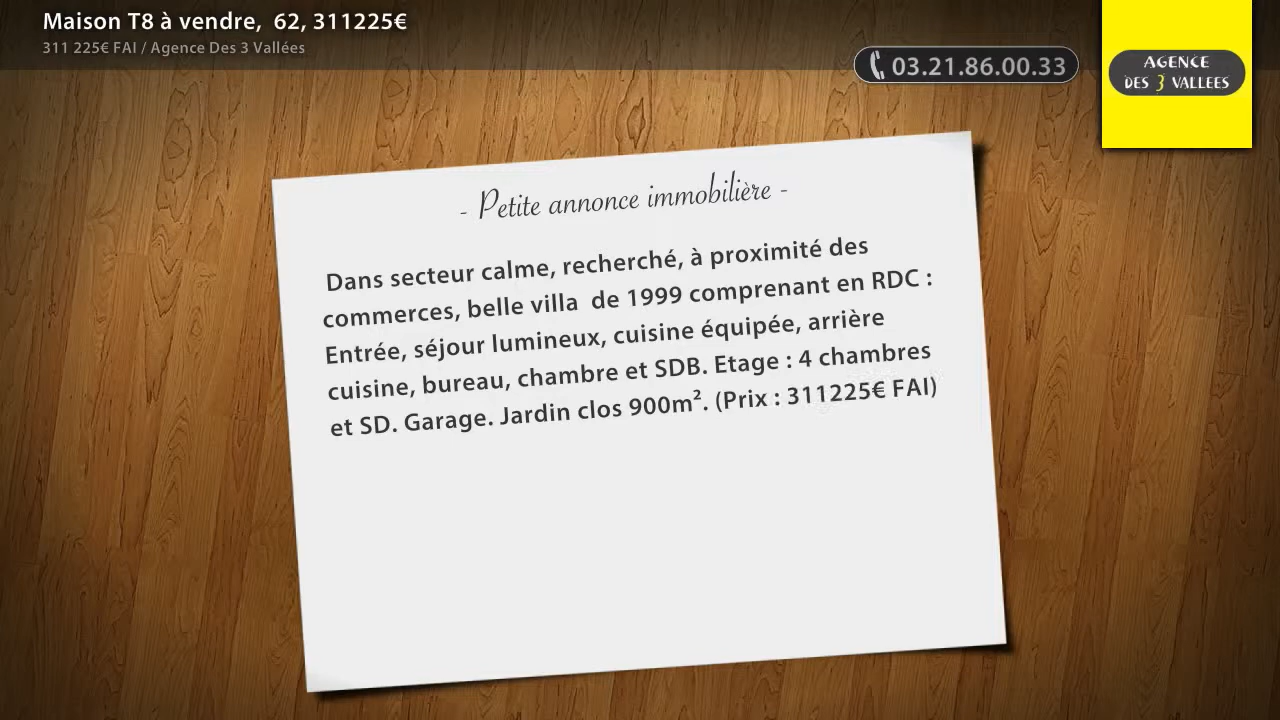 Maison T8 à vendre,  62, 311225€
311 225€ FAI / Agence Des 3 Vallées
03.21.86.00.33
AGENCE
DES 3 VALLEES
- Petite annonce immobilière -
Dans secteur calme, recherché, à proximité des
commerces, belle villa  de 1999 comprenant en RDC :
Entrée, séjour lumineux, cuisine équipée, arrière
cuisine, bureau, chambre et SDB. Etage : 4 chambres
et SD. Garage. Jardin clos 900m². (Prix : 311225€ FAI)